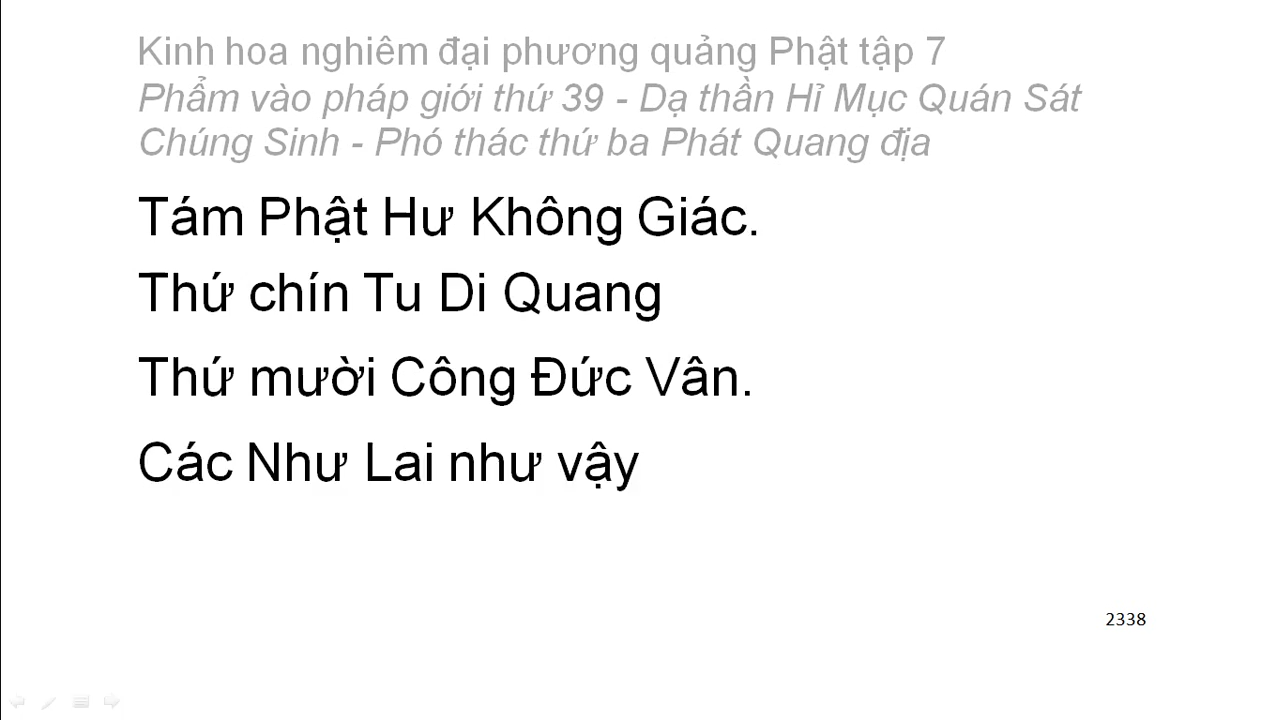 Kinh hoa nghiêm đại phương quảng Phật tập 7
Phẩm vào pháp giới thứ 39 - Dạ thần Hỉ Mục Quán Sát
Chúng Sinh - Phó thác thứ ba Phát Quang địa
Tám Phật Hư Không Giác.
Thứ chín Tu Di Quang
Thứ mười Công Đức Vân.
Các Như Lai như vậy
2338